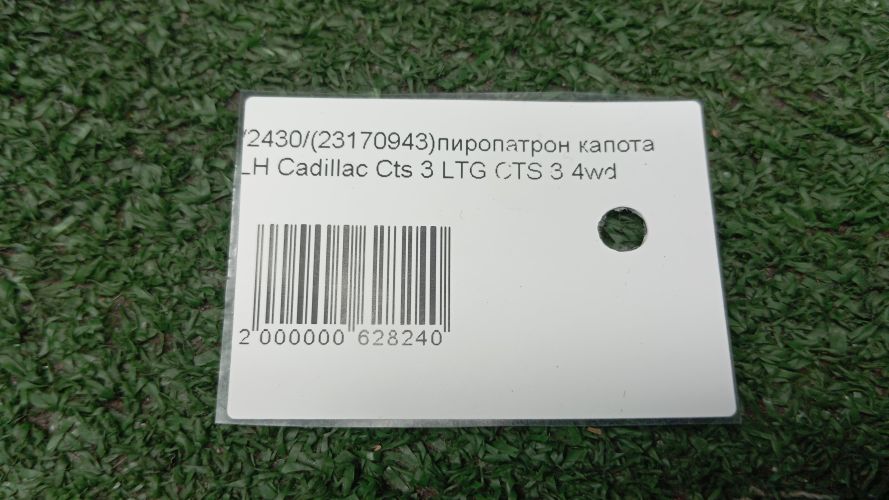 /2430/(23170943)пиропатрон капота
LH Cadillac Cts 3 LTG CTS 3 4wd
2 000000 628240